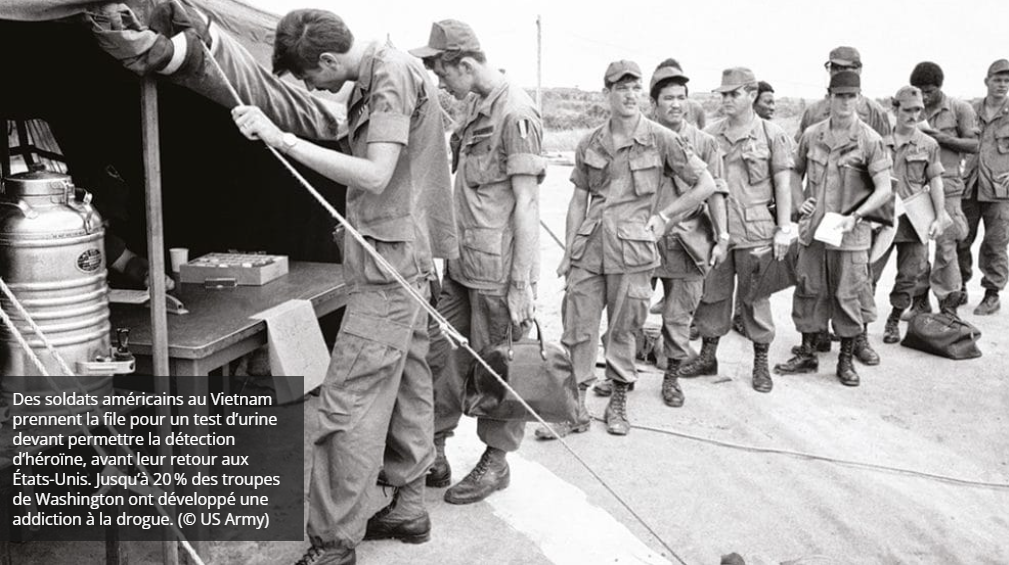 Des soldats américains au Vietnam
prennent la file pour un test d’urine
devant permettre la détection
d’héroïne, avant leur retour aux
États-Unis. Jusqu’à 20 % des troupes
de Washington ont développé une
addiction à la drogue. (© US Army)